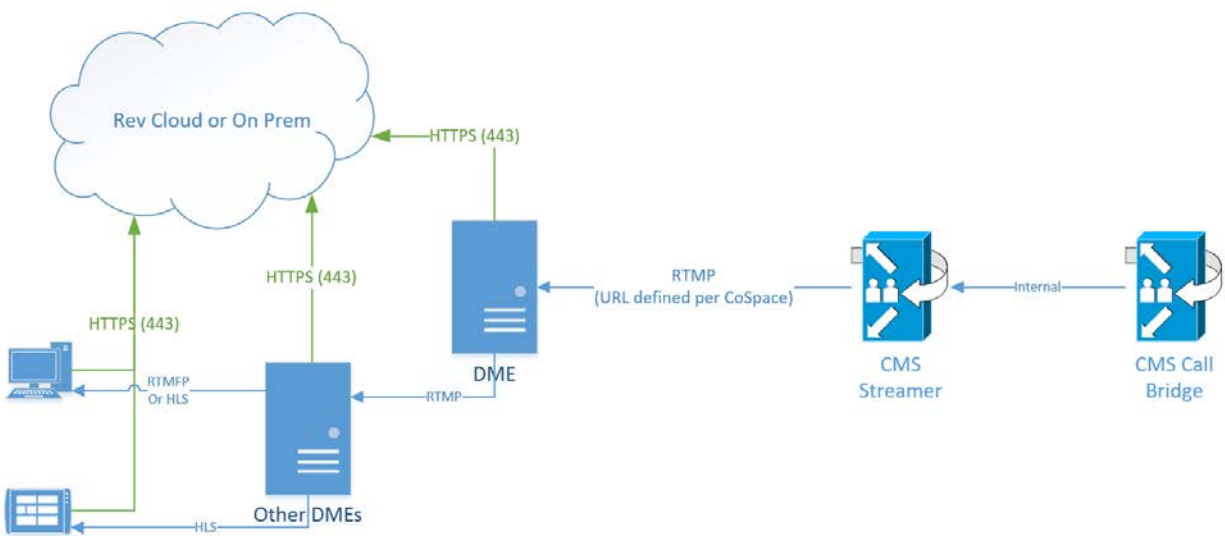 Rev Cloud or On Prem
HTTPS (443)
HTTPS (443)
RTMP
(URL defined per CoSpace)
Internal
HTTPS (443)
CMS
Streamer
CMS Call
Bridge
DME
RTMFP
Or HLS
RTMP
Other DMEs
HLS